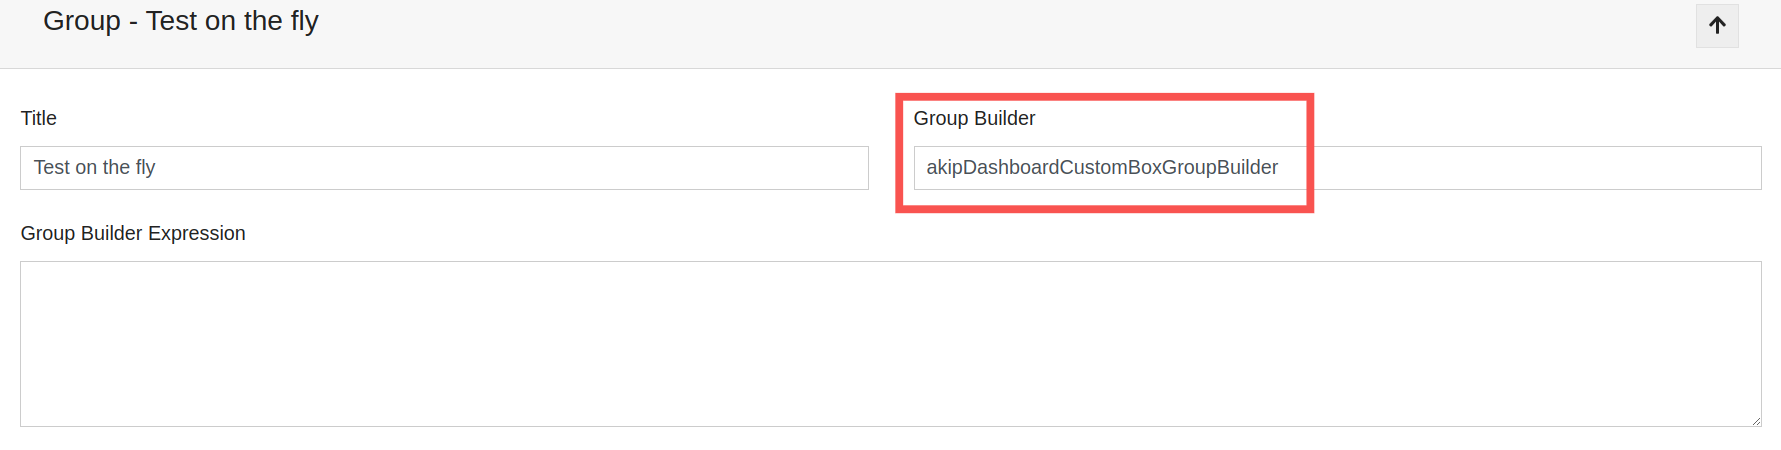 Group - Test on the fly
Title
Group Builder
Test on the fly
akipDashboardCustomBoxGroupBuilder
Group Builder Expression